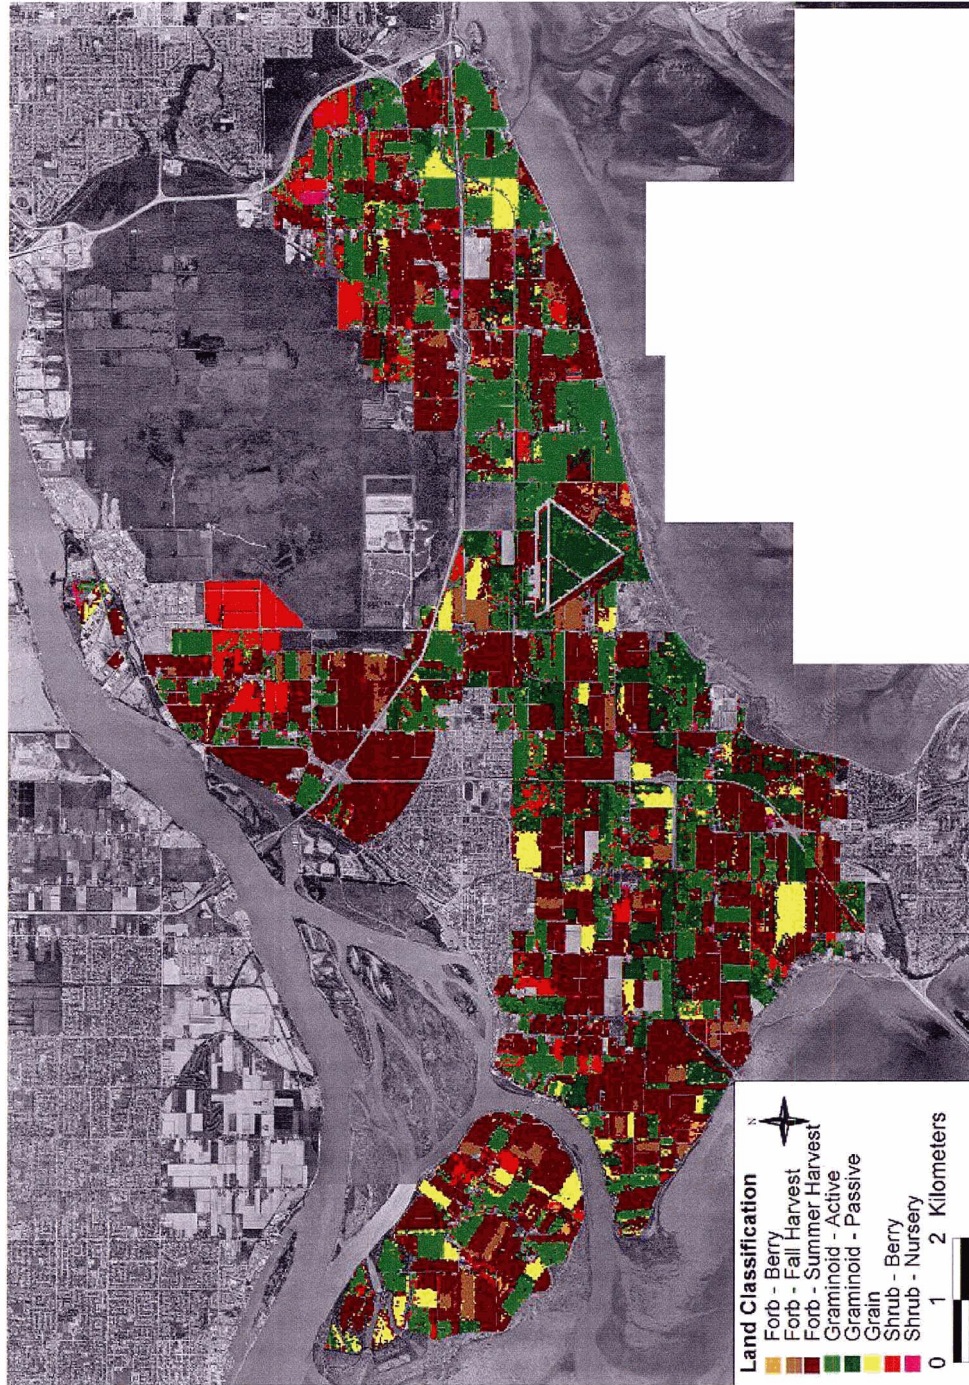 Land Classification
Forb - Berry
Forb - Fall Harvest
Forb - Summer Harvest
Graminoid - Active
Graminoid - Passive
Grain
Shrub - Berry
Shrub - Nursery
N
0 1 2 Kilometers